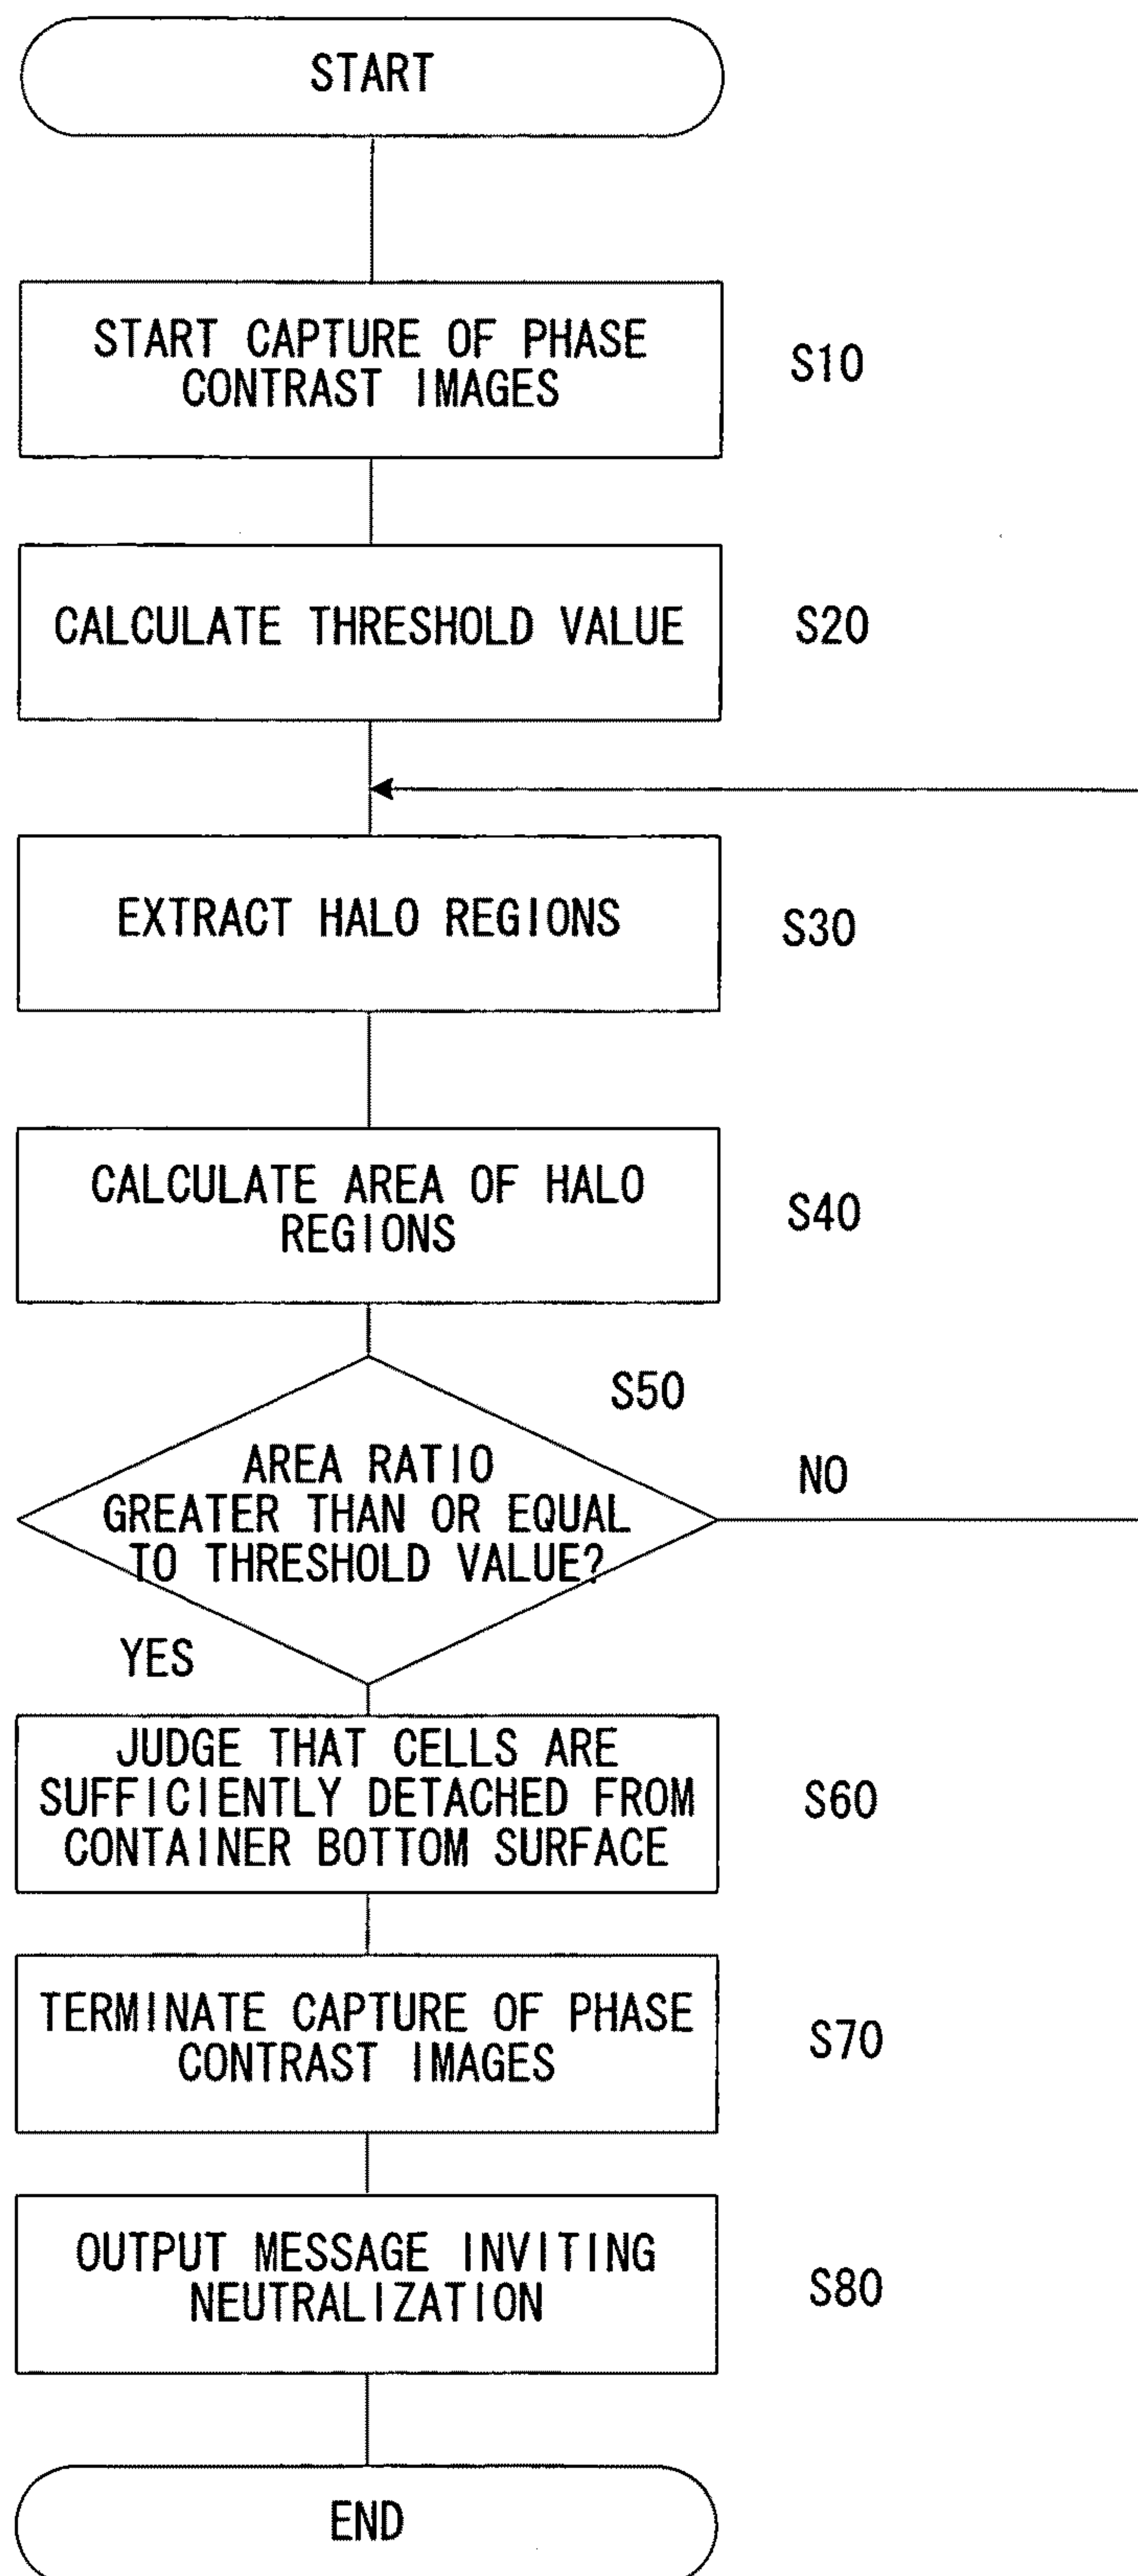 START
START CAPTURE OF PHASE
CONTRAST IMAGES
S10
CALCULATE THRESHOLD VALUE
S20
EXTRACT HALO REGIONS
S30
CALCULATE AREA OF HALO
REGIONS
S40
S50
AREA RATIO
GREATER THAN OR EQUAL
TO THRESHOLD VALUE?
NO
YES
JUDGE THAT CELLS ARE
SUFFICIENTLY DETACHED FROM
CONTAINER BOTTOM SURFACE
S60
TERMINATE CAPTURE OF PHASE
CONTRAST IMAGES
S70
OUTPUT MESSAGE INVITING
NEUTRALIZATION
S80
END